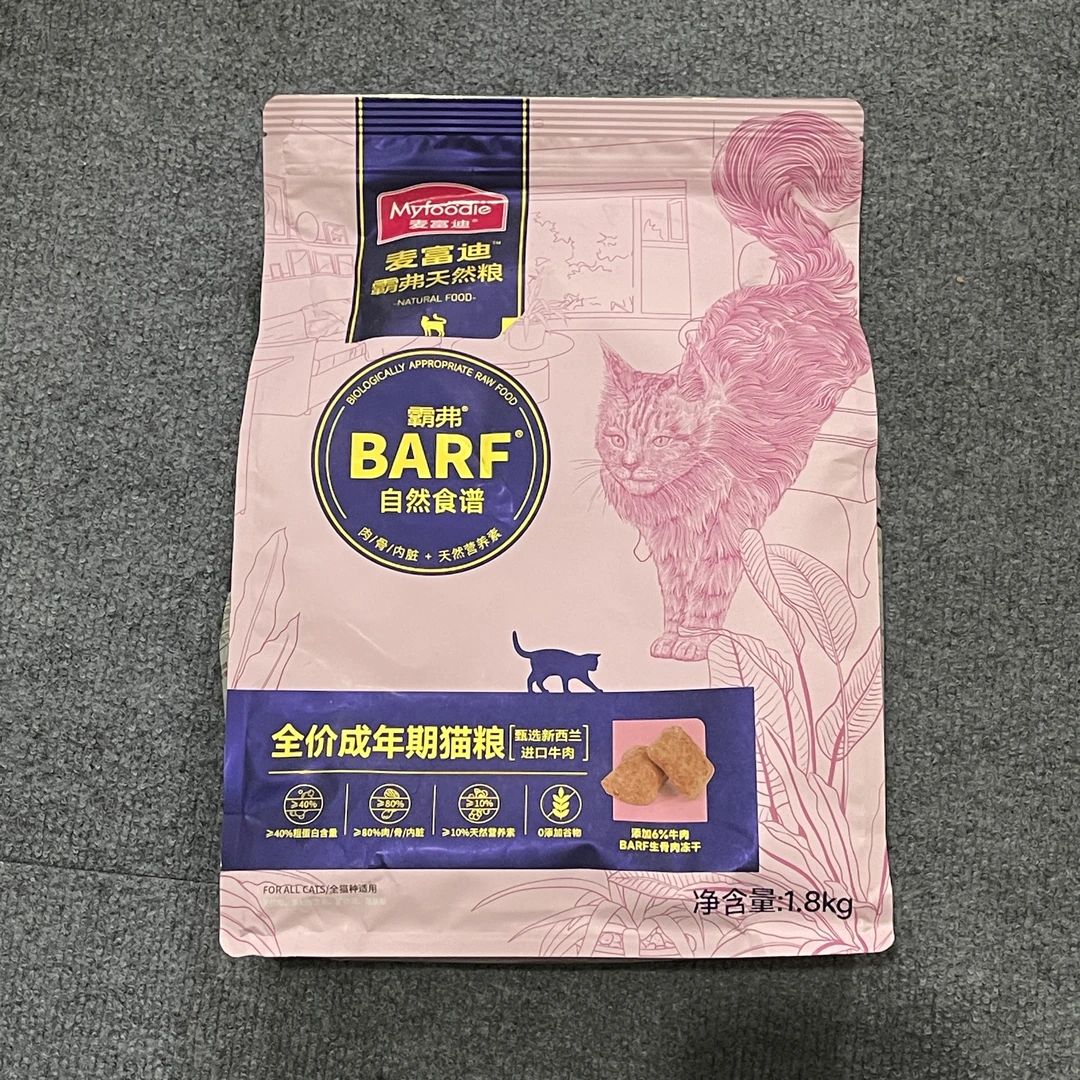 Myfoodie
麦富迪®
麦富迪™
霸弗天然粮
-NATURAL FOOD-
BIOLOGICALLY APPROPRIATE RAW FOOD
霸弗®
BARF®
自然食谱
肉/骨/内脏 + 天然营养素
全价成年期猫粮
甄选新西兰
进口牛肉
≥40%
≥80%
≥10%
≥40%粗蛋白含量
≥80%肉/骨/内脏
≥10%天然营养素
0添加谷物
添加6%牛肉
BARF生骨肉冻干
FOR ALL CATS/全猫种适用
净含量:1.8kg